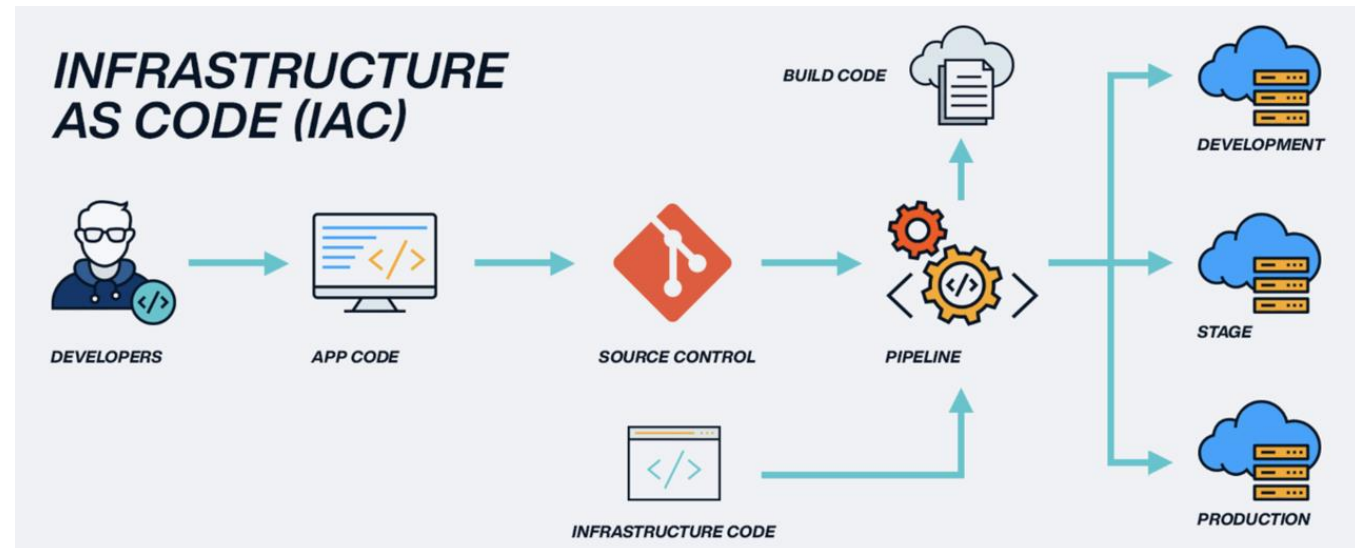 INFRASTRUCTURE
AS CODE (IAC)
BUILD CODE
DEVELOPMENT
DEVELOPERS
APP CODE
SOURCE CONTROL
PIPELINE
STAGE
INFRASTRUCTURE CODE
PRODUCTION